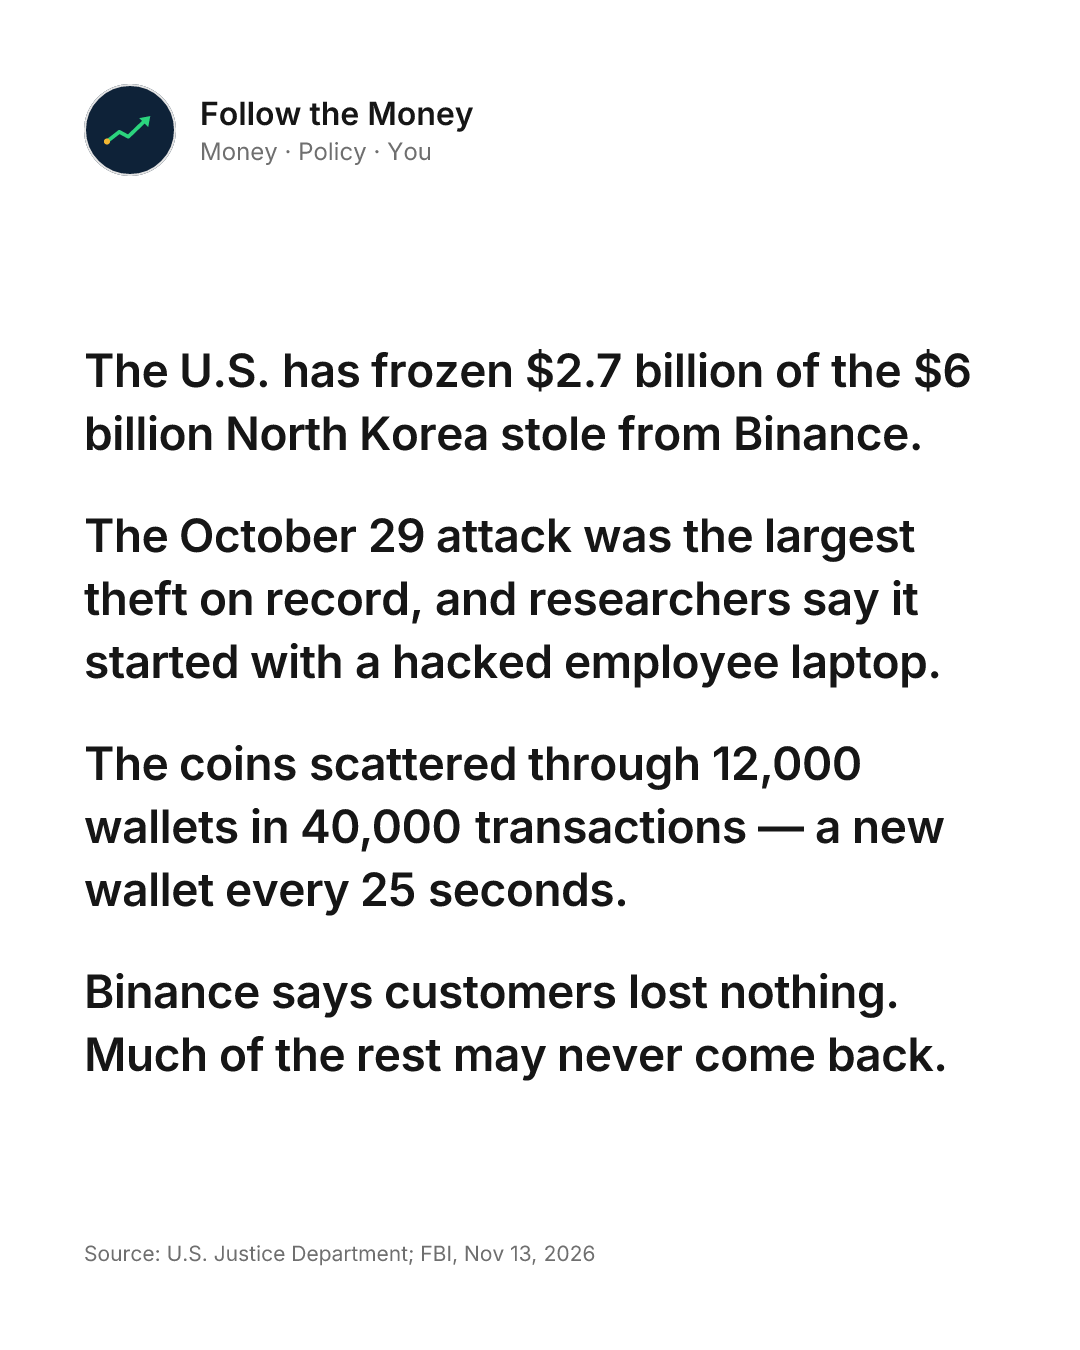 Follow the Money
Money · Policy · You
The U.S. has frozen $2.7 billion of the $6
billion North Korea stole from Binance.
The October 29 attack was the largest
theft on record, and researchers say it
started with a hacked employee laptop.
The coins scattered through 12,000
wallets in 40,000 transactions — a new
wallet every 25 seconds.
Binance says customers lost nothing.
Much of the rest may never come back.
Source: U.S. Justice Department; FBI, Nov 13, 2026